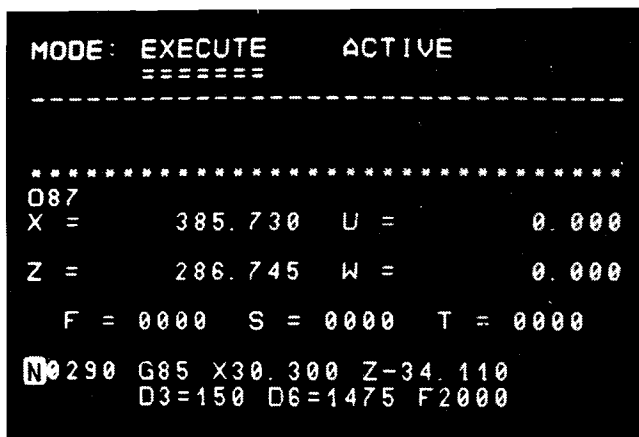 MODE: EXECUTE ACTIVE
=======
-----------------------------------
***********************************
O87
X = 385.730 U = 0.000
Z = 286.745 W = 0.000
F = 0000 S = 0000 T = 0000
N0290 G85 X30.300 Z-34.110
D3=150 D6=1475 F2000